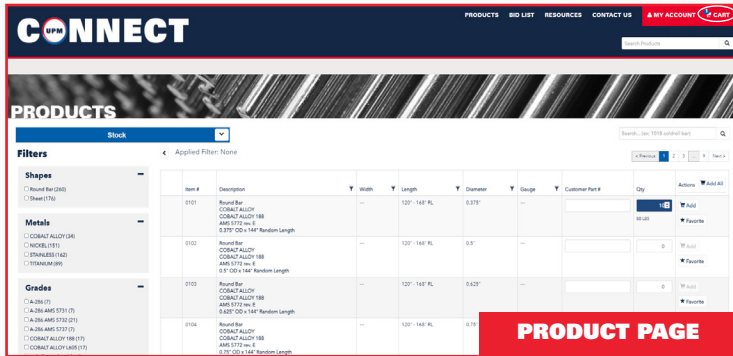 PRODUCTS BID LIST RESOURCES CONTACT US MY ACCOUNT CART
CUPMNNECT
Search Products
PRODUCTS
Stock
Search... (ex: 1018 coldroll bar)
Filters
Applied Filter: None
< Previous 1 2 3 ... 9 Next >
Shapes
Round Bar (260)
Sheet (176)
Metals
COBALT ALLOY (34)
NICKEL (151)
STAINLESS (162)
TITANIUM (89)
Grades
A-286 (7)
A-286 AMS 5731 (7)
A-286 AMS 5732 (21)
A-286 AMS 5737 (7)
COBALT ALLOY 188 (17)
COBALT ALLOY L605 (17)
Item # Description Width Length Diameter Gauge Customer Part # Qty Actions Add All
0101 Round Bar -- 120" - 168" RL 0.375" -- Add
COBALT ALLOY
COBALT ALLOY 188
AMS 5772 rev. E Favorite
0.375" OD x 144" Random Length
0102 Round Bar -- 120" - 168" RL 0.5" -- 0 Add
COBALT ALLOY
COBALT ALLOY 188
AMS 5772 rev. E Favorite
0.5" OD x 144" Random Length
0103 Round Bar -- 120" - 168" RL 0.625" -- 0 Add
COBALT ALLOY
COBALT ALLOY 188
AMS 5772 rev. E Favorite
0.625" OD x 144" Random Length
0104 Round Bar -- 120" - 168" RL 0.75"
COBALT ALLOY
COBALT ALLOY 188
AMS 5772 rev. E
0.75" OD x 144" Random Length
PRODUCT PAGE